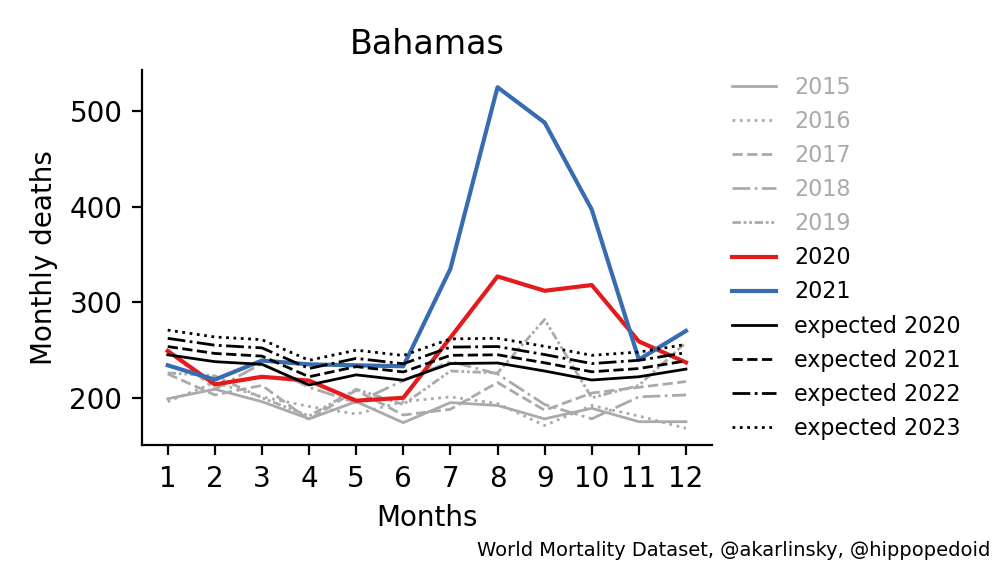 Bahamas
Monthly deaths
500
400
300
200
1 2 3 4 5 6 7 8 9 10 11 12
Months
2015
2016
2017
2018
2019
2020
2021
expected 2020
expected 2021
expected 2022
expected 2023
World Mortality Dataset, @akarlinsky, @hippopedoid